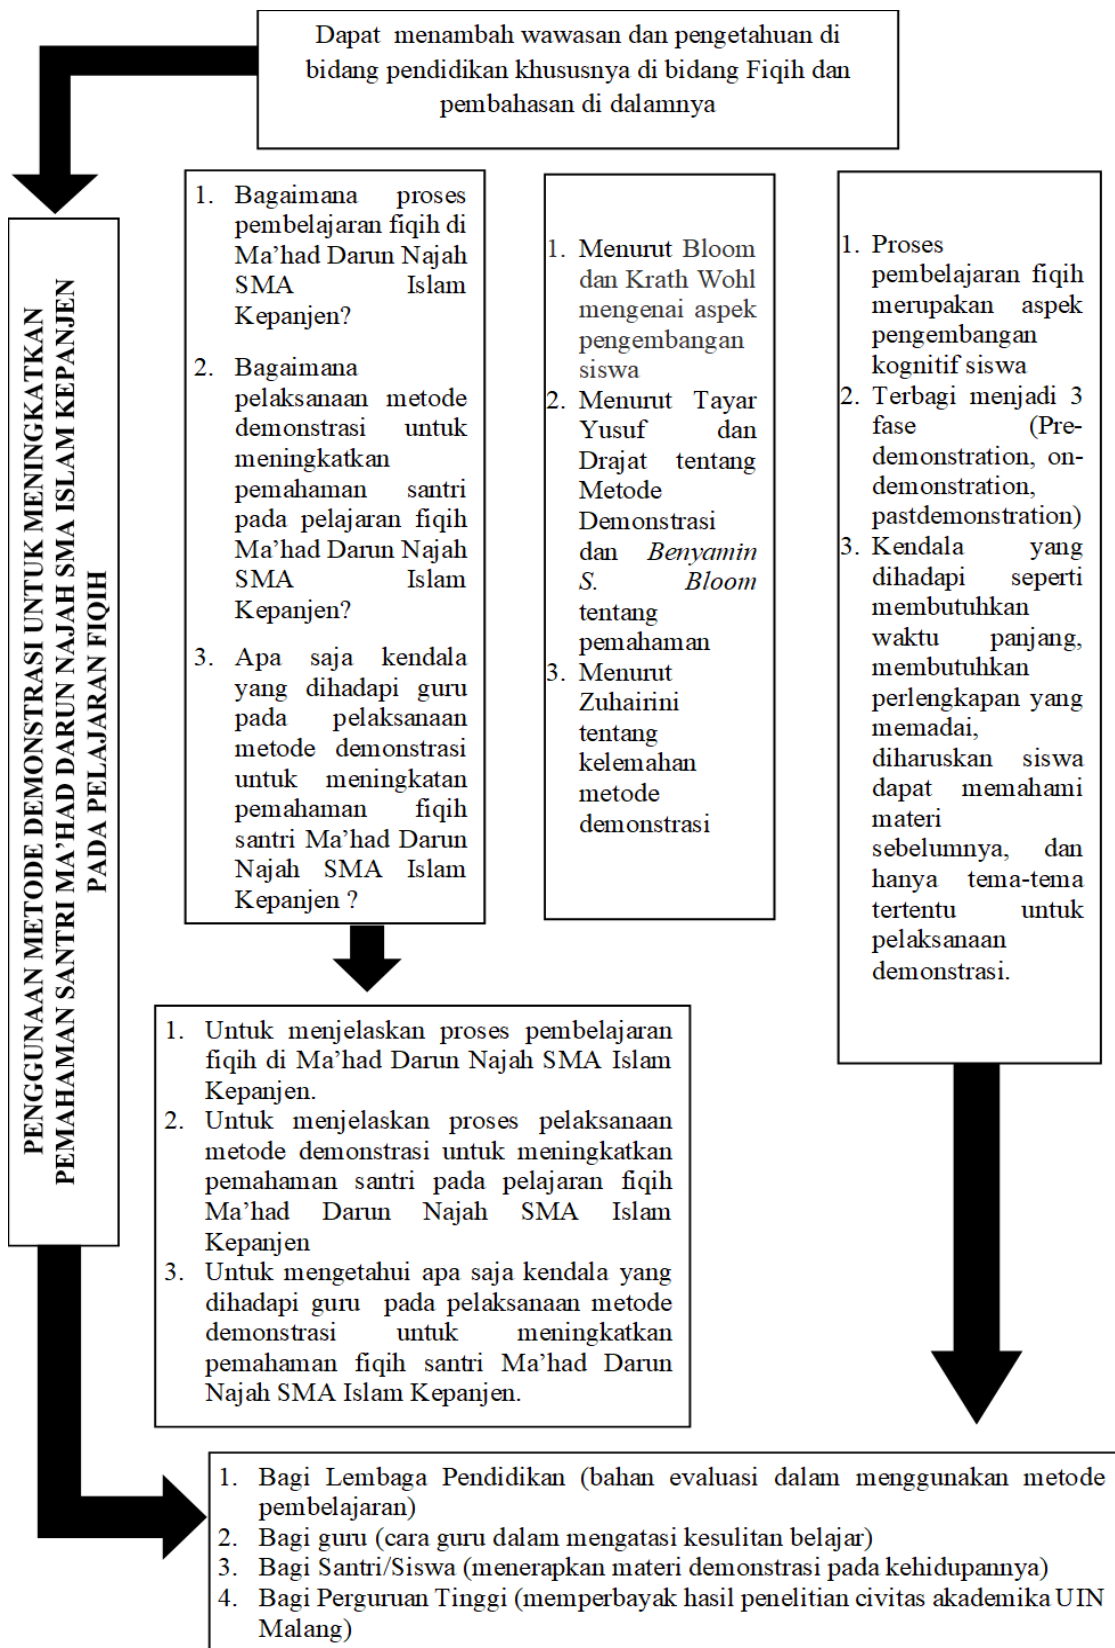 Dapat menambah wawasan dan pengetahuan di
bidang pendidikan khususnya di bidang Fiqih dan
pembahasan di dalamnya
PENGGUNAAN METODE DEMONSTRASI UNTUK MENINGKATKAN
PEMAHAMAN SANTRI MA’HAD DARUN NAJAH SMA ISLAM KEPANJEN
PADA PELAJARAN FIQIH
1. Bagaimana proses
pembelajaran fiqih di
Ma’had Darun Najah
SMA Islam
Kepanjen?
2. Bagaimana
pelaksanaan metode
demonstrasi untuk
meningkatkan
pemahaman santri
pada pelajaran fiqih
Ma’had Darun Najah
SMA Islam
Kepanjen?
3. Apa saja kendala
yang dihadapi guru
pada pelaksanaan
metode demonstrasi
untuk meningkatan
pemahaman fiqih
santri Ma’had Darun
Najah SMA Islam
Kepanjen ?
1. Menurut Bloom
dan Krath Wohl
mengenai aspek
pengembangan
siswa
2. Menurut Tayar
Yusuf dan
Drajat tentang
Metode
Demonstrasi
dan Benyamin
S. Bloom
tentang
pemahaman
3. Menurut
Zuhairini
tentang
kelemahan
metode
demonstrasi
1. Proses
pembelajaran fiqih
merupakan aspek
pengembangan
kognitif siswa
2. Terbagi menjadi 3
fase (Pre-
demonstration, on-
demonstration,
pastdemonstration)
3. Kendala yang
dihadapi seperti
membutuhkan
waktu panjang,
membutuhkan
perlengkapan yang
memadai,
diharuskan siswa
dapat memahami
materi
sebelumnya, dan
hanya tema-tema
tertentu untuk
pelaksanaan
demonstrasi.
1. Untuk menjelaskan proses pembelajaran
fiqih di Ma’had Darun Najah SMA Islam
Kepanjen.
2. Untuk menjelaskan proses pelaksanaan
metode demonstrasi untuk meningkatkan
pemahaman santri pada pelajaran fiqih
Ma’had Darun Najah SMA Islam
Kepanjen
3. Untuk mengetahui apa saja kendala yang
dihadapi guru pada pelaksanaan metode
demonstrasi untuk meningkatkan
pemahaman fiqih santri Ma’had Darun
Najah SMA Islam Kepanjen.
1. Bagi Lembaga Pendidikan (bahan evaluasi dalam menggunakan metode
pembelajaran)
2. Bagi guru (cara guru dalam mengatasi kesulitan belajar)
3. Bagi Santri/Siswa (menerapkan materi demonstrasi pada kehidupannya)
4. Bagi Perguruan Tinggi (memperbayak hasil penelitian civitas akademika UIN
Malang)